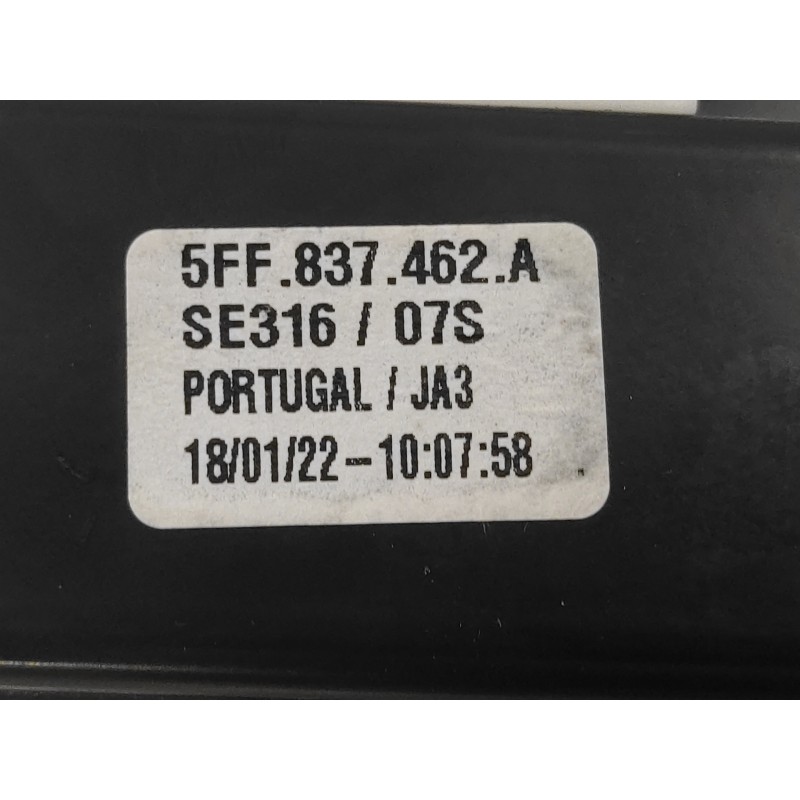 5FF.837.462.A
SE316 / 07S
PORTUGAL / JA3
18/01/22-10:07:58